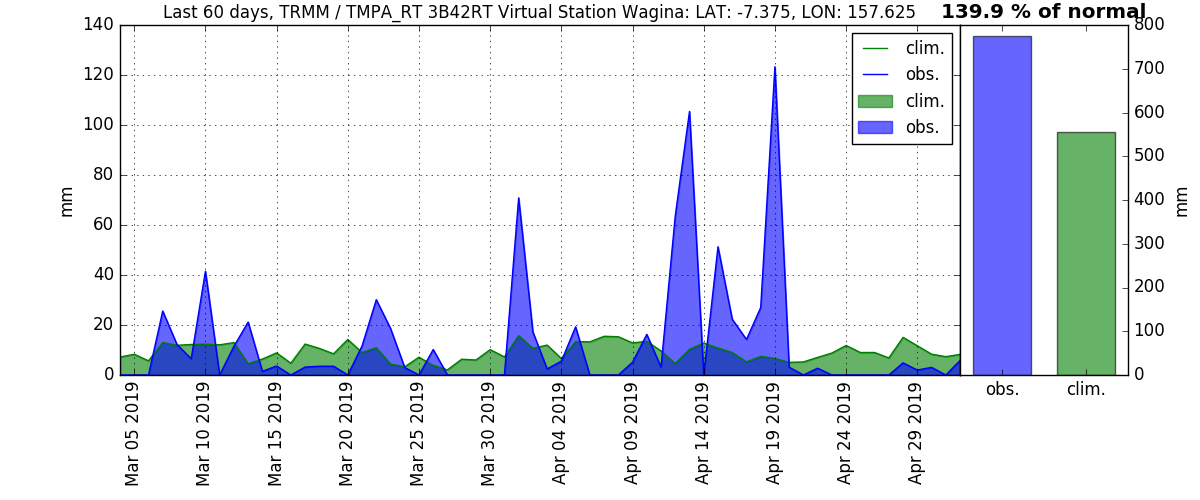 Last 60 days, TRMM / TMPA_RT 3B42RT Virtual Station Wagina: LAT: -7.375, LON: 157.625
139.9 % of normal
140
120
100
80
60
40
20
0
mm
clim.
obs.
clim.
obs.
Mar 05 2019
Mar 10 2019
Mar 15 2019
Mar 20 2019
Mar 25 2019
Mar 30 2019
Apr 04 2019
Apr 09 2019
Apr 14 2019
Apr 19 2019
Apr 24 2019
Apr 29 2019
800
700
600
500
400
300
200
100
0
mm
obs.
clim.